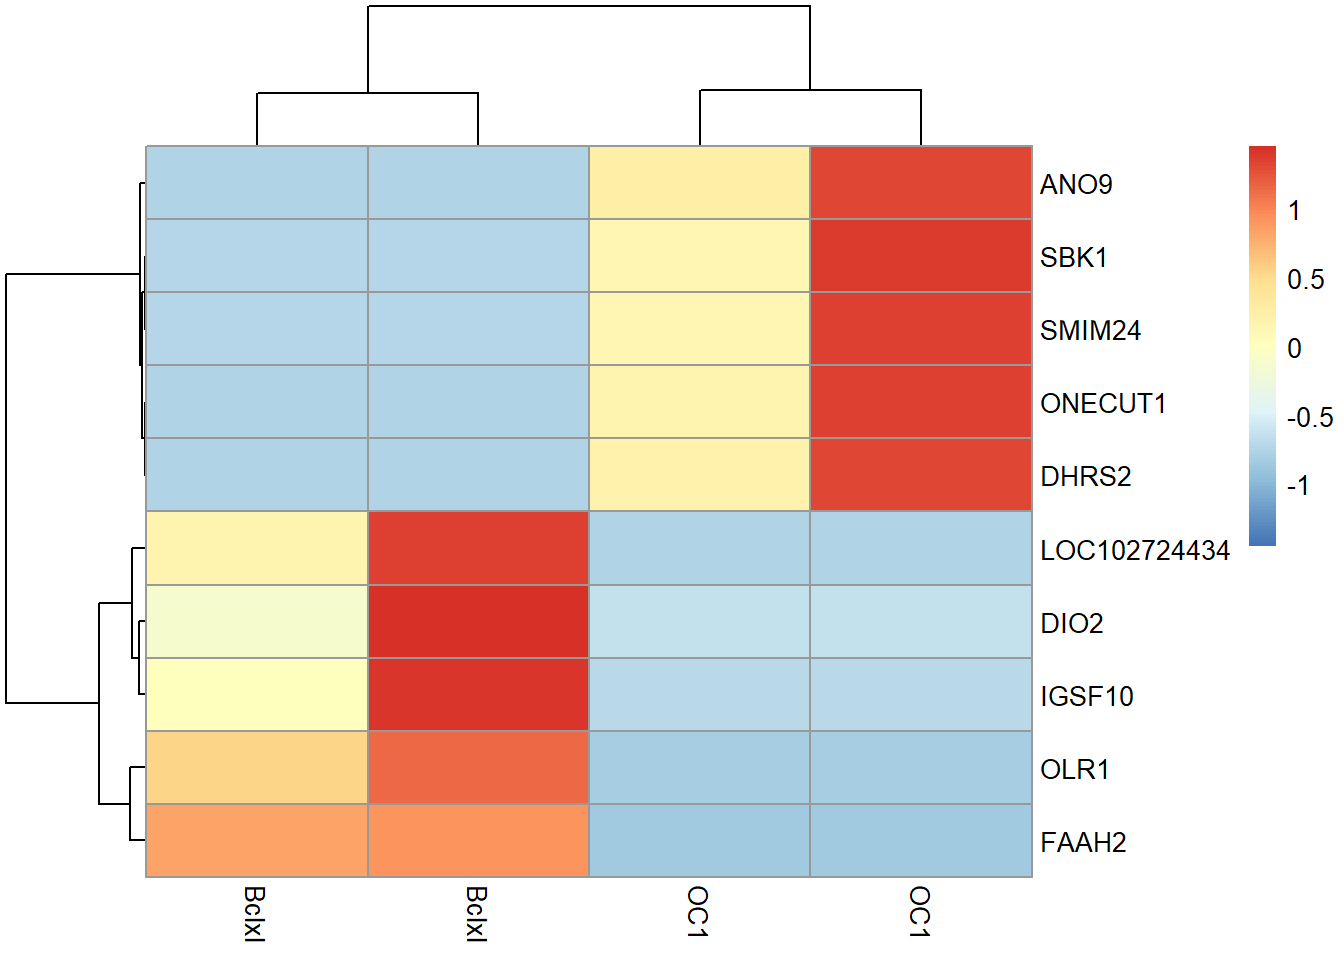 ANO9
SBK1
SMIM24
ONECUT1
DHRS2
LOC102724434
DIO2
IGSF10
OLR1
FAAH2
1
0.5
0
-0.5
-1
Bclxl
Bclxl
OC1
OC1